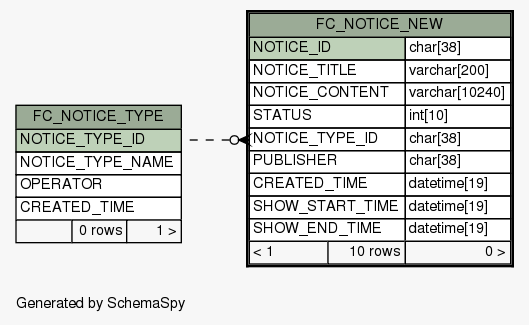 FC_NOTICE_TYPE
NOTICE_TYPE_ID
NOTICE_TYPE_NAME
OPERATOR
CREATED_TIME
0 rows 1 >
FC_NOTICE_NEW
NOTICE_ID char[38]
NOTICE_TITLE varchar[200]
NOTICE_CONTENT varchar[10240]
STATUS int[10]
NOTICE_TYPE_ID char[38]
PUBLISHER char[38]
CREATED_TIME datetime[19]
SHOW_START_TIME datetime[19]
SHOW_END_TIME datetime[19]
< 1 10 rows 0 >
Generated by SchemaSpy